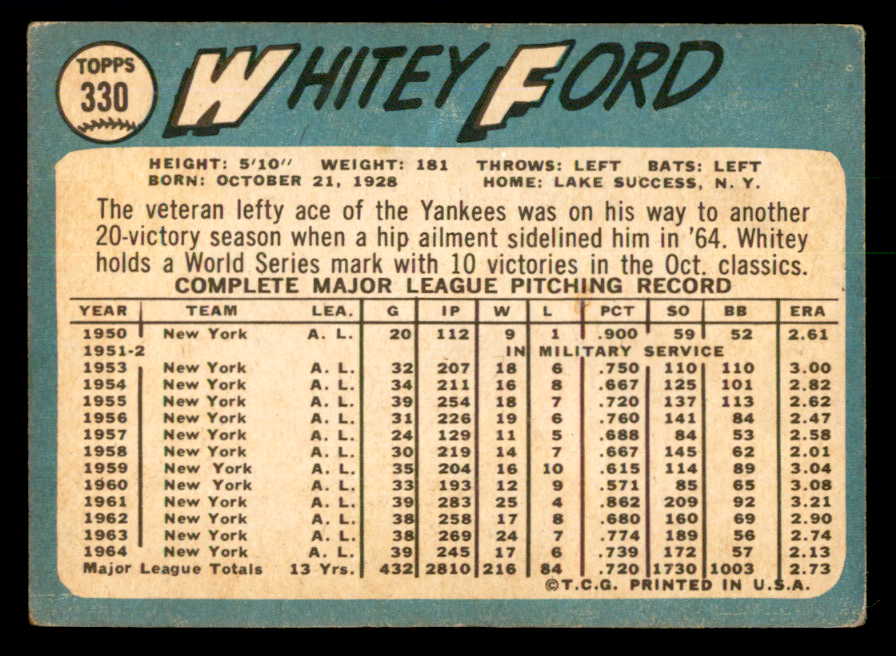 TOPPS
330
WHITEY FORD
HEIGHT: 5'10" WEIGHT: 181 THROWS: LEFT BATS: LEFT
BORN: OCTOBER 21, 1928 HOME: LAKE SUCCESS, N. Y.
The veteran lefty ace of the Yankees was on his way to another
20-victory season when a hip ailment sidelined him in '64. Whitey
holds a World Series mark with 10 victories in the Oct. classics.
COMPLETE MAJOR LEAGUE PITCHING RECORD
YEAR TEAM LEA. G IP W L PCT SO BB ERA
1950 New York A. L. 20 112 9 1 .900 59 52 2.61
1951-2 IN MILITARY SERVICE
1953 New York A. L. 32 207 18 6 .750 110 110 3.00
1954 New York A. L. 34 211 16 8 .667 125 101 2.82
1955 New York A. L. 39 254 18 7 .720 137 113 2.62
1956 New York A. L. 31 226 19 6 .760 141 84 2.47
1957 New York A. L. 24 129 11 5 .688 84 53 2.58
1958 New York A. L. 30 219 14 7 .667 145 62 2.01
1959 New York A. L. 35 204 16 10 .615 114 89 3.04
1960 New York A. L. 33 193 12 9 .571 85 65 3.08
1961 New York A. L. 39 283 25 4 .862 209 92 3.21
1962 New York A. L. 38 258 17 8 .680 160 69 2.90
1963 New York A. L. 38 269 24 7 .774 189 56 2.74
1964 New York A. L. 39 245 17 6 .739 172 57 2.13
Major League Totals 13 Yrs. 432 2810 216 84 .720 1730 1003 2.73
©T.C.G. PRINTED IN U.S.A.